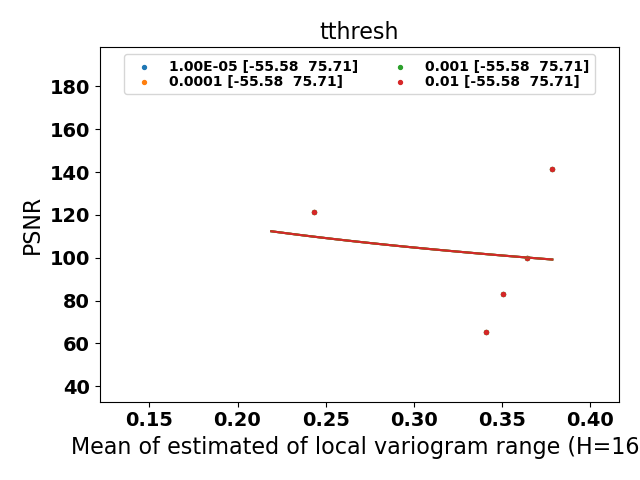 tthresh
1.00E-05 [-55.58  75.71]
0.0001 [-55.58  75.71]
0.001 [-55.58  75.71]
0.01 [-55.58  75.71]
PSNR
180
160
140
120
100
80
60
40
0.15 0.20 0.25 0.30 0.35 0.40
Mean of estimated of local variogram range (H=16